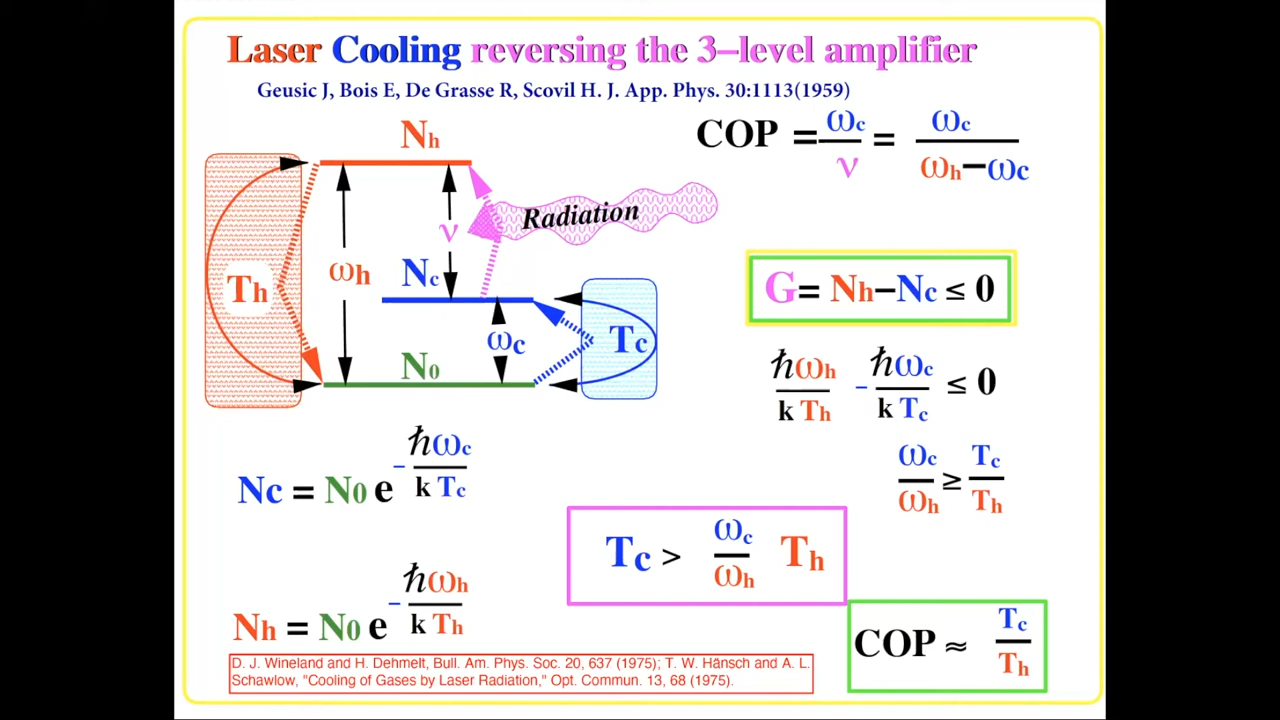 Laser Cooling reversing the 3–level amplifier
Geusic J, Bois E, De Grasse R, Scovil H. J. App. Phys. 30:1113(1959)
COP = ωc/ν = ωc/(ωh−ωc)
Nh
Radiation
ν
Th
ωh
Nc
G= Nh−Nc ≤ 0
ωc
Tc
N0
ħωh/k Th - ħωc/k Tc ≤ 0
Nc = N0 e^(- ħωc/k Tc)
ωc/ωh ≥ Tc/Th
Tc > ωc/ωh Th
Nh = N0 e^(- ħωh/k Th)
COP ≈ Tc/Th
D. J. Wineland and H. Dehmelt, Bull. Am. Phys. Soc. 20, 637 (1975); T. W. Hänsch and A. L.
Schawlow, "Cooling of Gases by Laser Radiation," Opt. Commun. 13, 68 (1975).